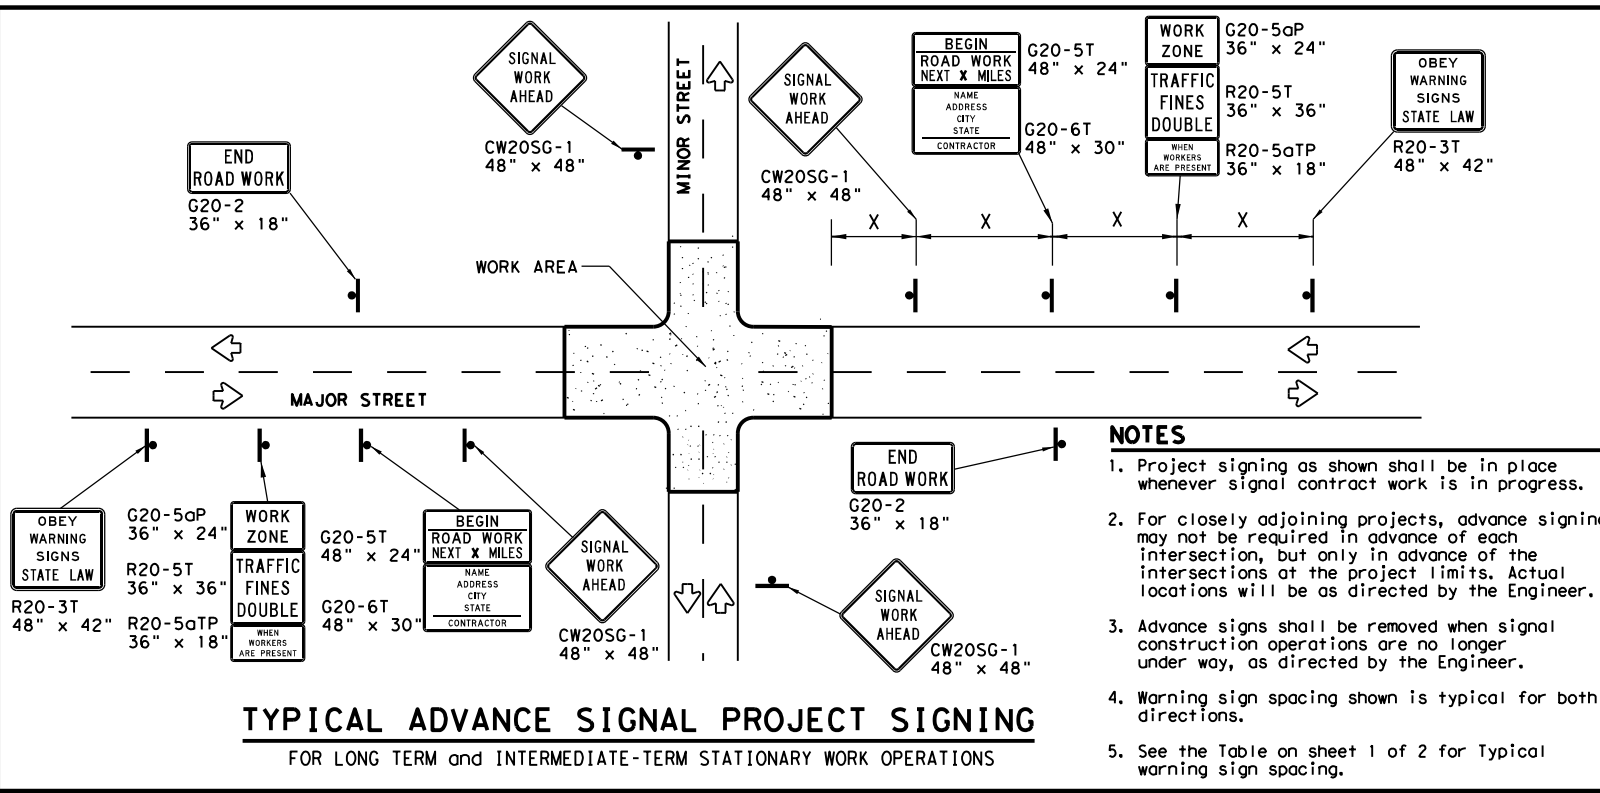 SIGNAL
WORK
AHEAD
CW20SG-1
48" x 48"
END
ROAD WORK
G20-2
36" x 18"
MINOR STREET
SIGNAL
WORK
AHEAD
CW20SG-1
48" x 48"
BEGIN
ROAD WORK
NEXT X MILES
NAME
ADDRESS
CITY
STATE
CONTRACTOR
G20-5T
48" x 24"
G20-6T
48" x 30"
WORK
ZONE
TRAFFIC
FINES
DOUBLE
WHEN
WORKERS
ARE PRESENT
G20-5aP
36" x 24"
R20-5T
36" x 36"
R20-5aTP
36" x 18"
OBEY
WARNING
SIGNS
STATE LAW
R20-3T
48" x 42"
X
X
X
X
WORK AREA
MAJOR STREET
OBEY
WARNING
SIGNS
STATE LAW
R20-3T
48" x 42"
G20-5aP
36" x 24"
R20-5T
36" x 36"
R20-5aTP
36" x 18"
WORK
ZONE
TRAFFIC
FINES
DOUBLE
WHEN
WORKERS
ARE PRESENT
G20-5T
48" x 24"
G20-6T
48" x 30"
BEGIN
ROAD WORK
NEXT X MILES
NAME
ADDRESS
CITY
STATE
CONTRACTOR
SIGNAL
WORK
AHEAD
CW20SG-1
48" x 48"
END
ROAD WORK
G20-2
36" x 18"
SIGNAL
WORK
AHEAD
CW20SG-1
48" x 48"
TYPICAL ADVANCE SIGNAL PROJECT SIGNING
FOR LONG TERM and INTERMEDIATE-TERM STATIONARY WORK OPERATIONS
NOTES
1. Project signing as shown shall be in place
whenever signal contract work is in progress.
2. For closely adjoining projects, advance signing
may not be required in advance of each
intersection, but only in advance of the
intersections at the project limits. Actual
locations will be as directed by the Engineer.
3. Advance signs shall be removed when signal
construction operations are no longer
under way, as directed by the Engineer.
4. Warning sign spacing shown is typical for both
directions.
5. See the Table on sheet 1 of 2 for Typical
warning sign spacing.